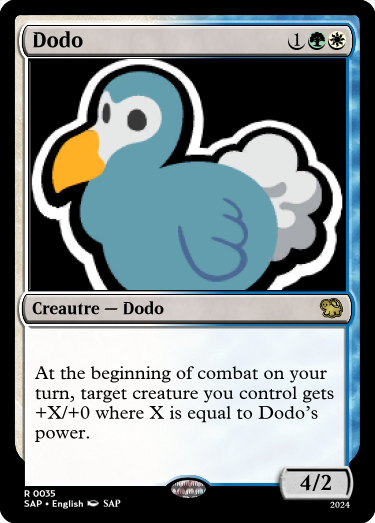 Dodo 1
Creautre — Dodo
At the beginning of combat on your
turn, target creature you control gets
+X/+0 where X is equal to Dodo's
power.
4/2
R 0035
SAP • English SAP
2024